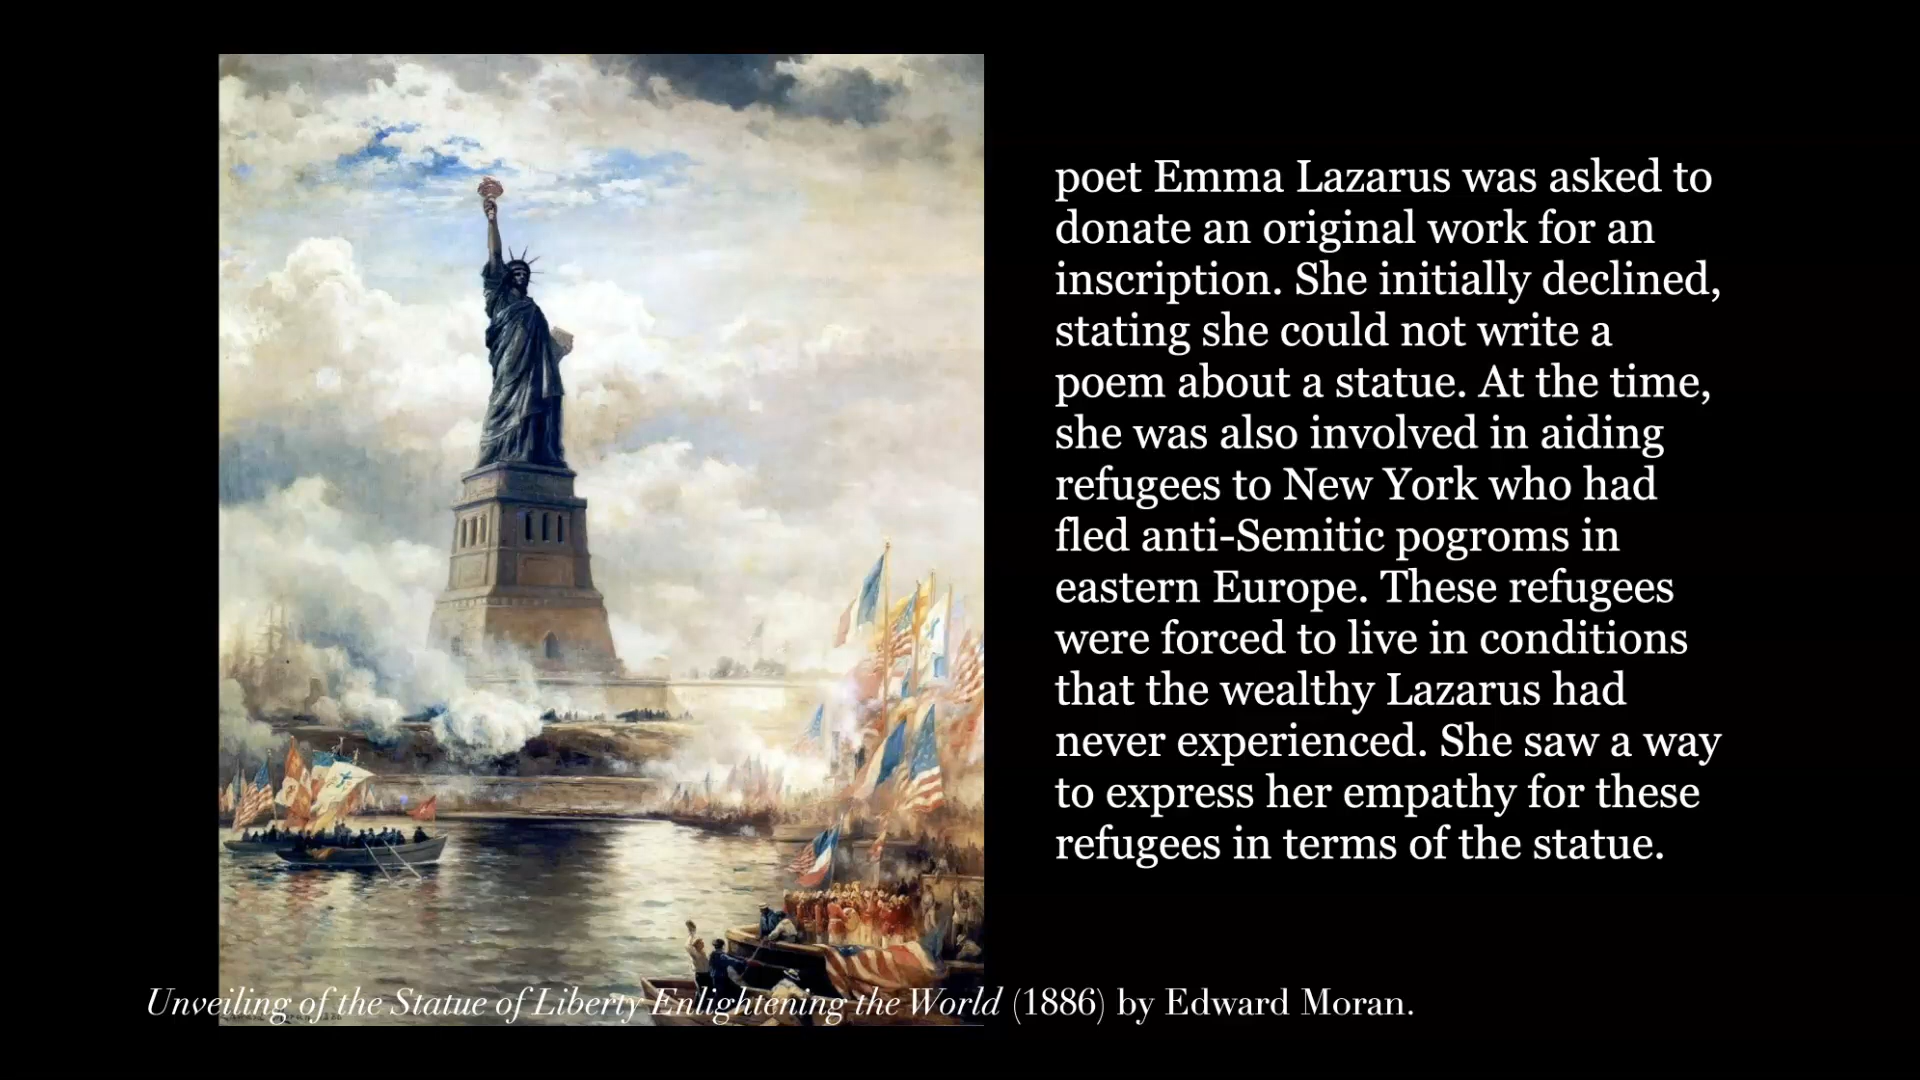 poet Emma Lazarus was asked to
donate an original work for an
inscription. She initially declined,
stating she could not write a
poem about a statue. At the time,
she was also involved in aiding
refugees to New York who had
fled anti-Semitic pogroms in
eastern Europe. These refugees
were forced to live in conditions
that the wealthy Lazarus had
never experienced. She saw a way
to express her empathy for these
refugees in terms of the statue.
Unveiling of the Statue of Liberty Enlightening the World (1886) by Edward Moran.